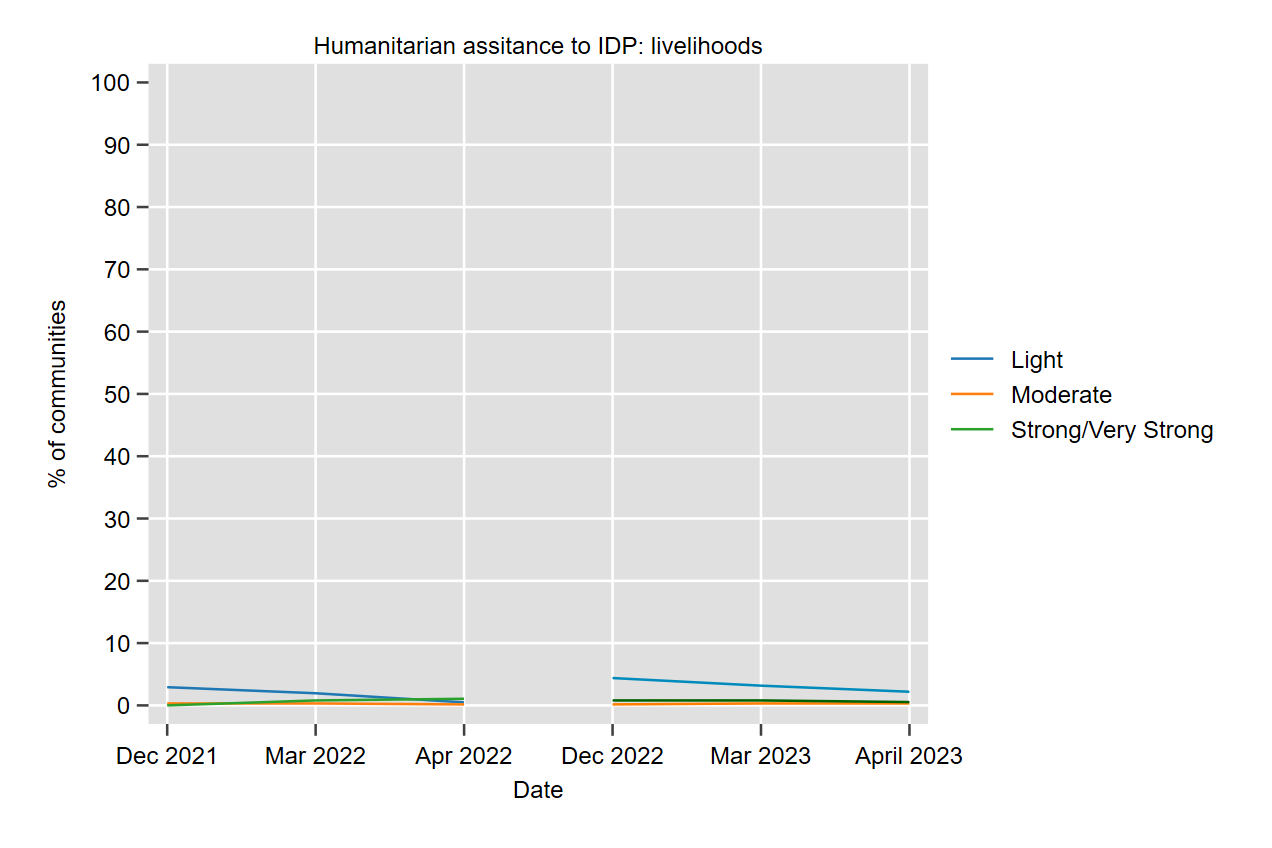 Humanitarian assitance to IDP: livelihoods
100
90
80
70
60
50
40
30
20
10
0
% of communities
Dec 2021 Mar 2022 Apr 2022 Dec 2022 Mar 2023 April 2023
Date
Light
Moderate
Strong/Very Strong